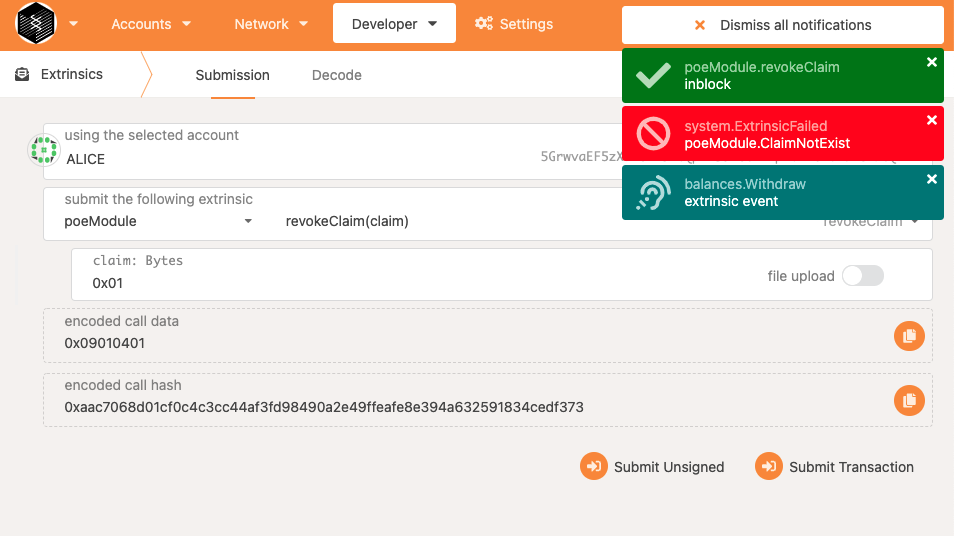 Accounts
Network
Developer
Settings
Dismiss all notifications
Extrinsics
Submission
Decode
poeModule.revokeClaim
inblock
system.ExtrinsicFailed
poeModule.ClaimNotExist
balances.Withdraw
extrinsic event
using the selected account
ALICE
5GrwvaEF5zX
submit the following extrinsic
poeModule
revokeClaim(claim)
revokeClaim
claim: Bytes
0x01
file upload
encoded call data
0x09010401
encoded call hash
0xaac7068d01cf0c4c3cc44af3fd98490a2e49ffeafe8e394a632591834cedf373
Submit Unsigned
Submit Transaction